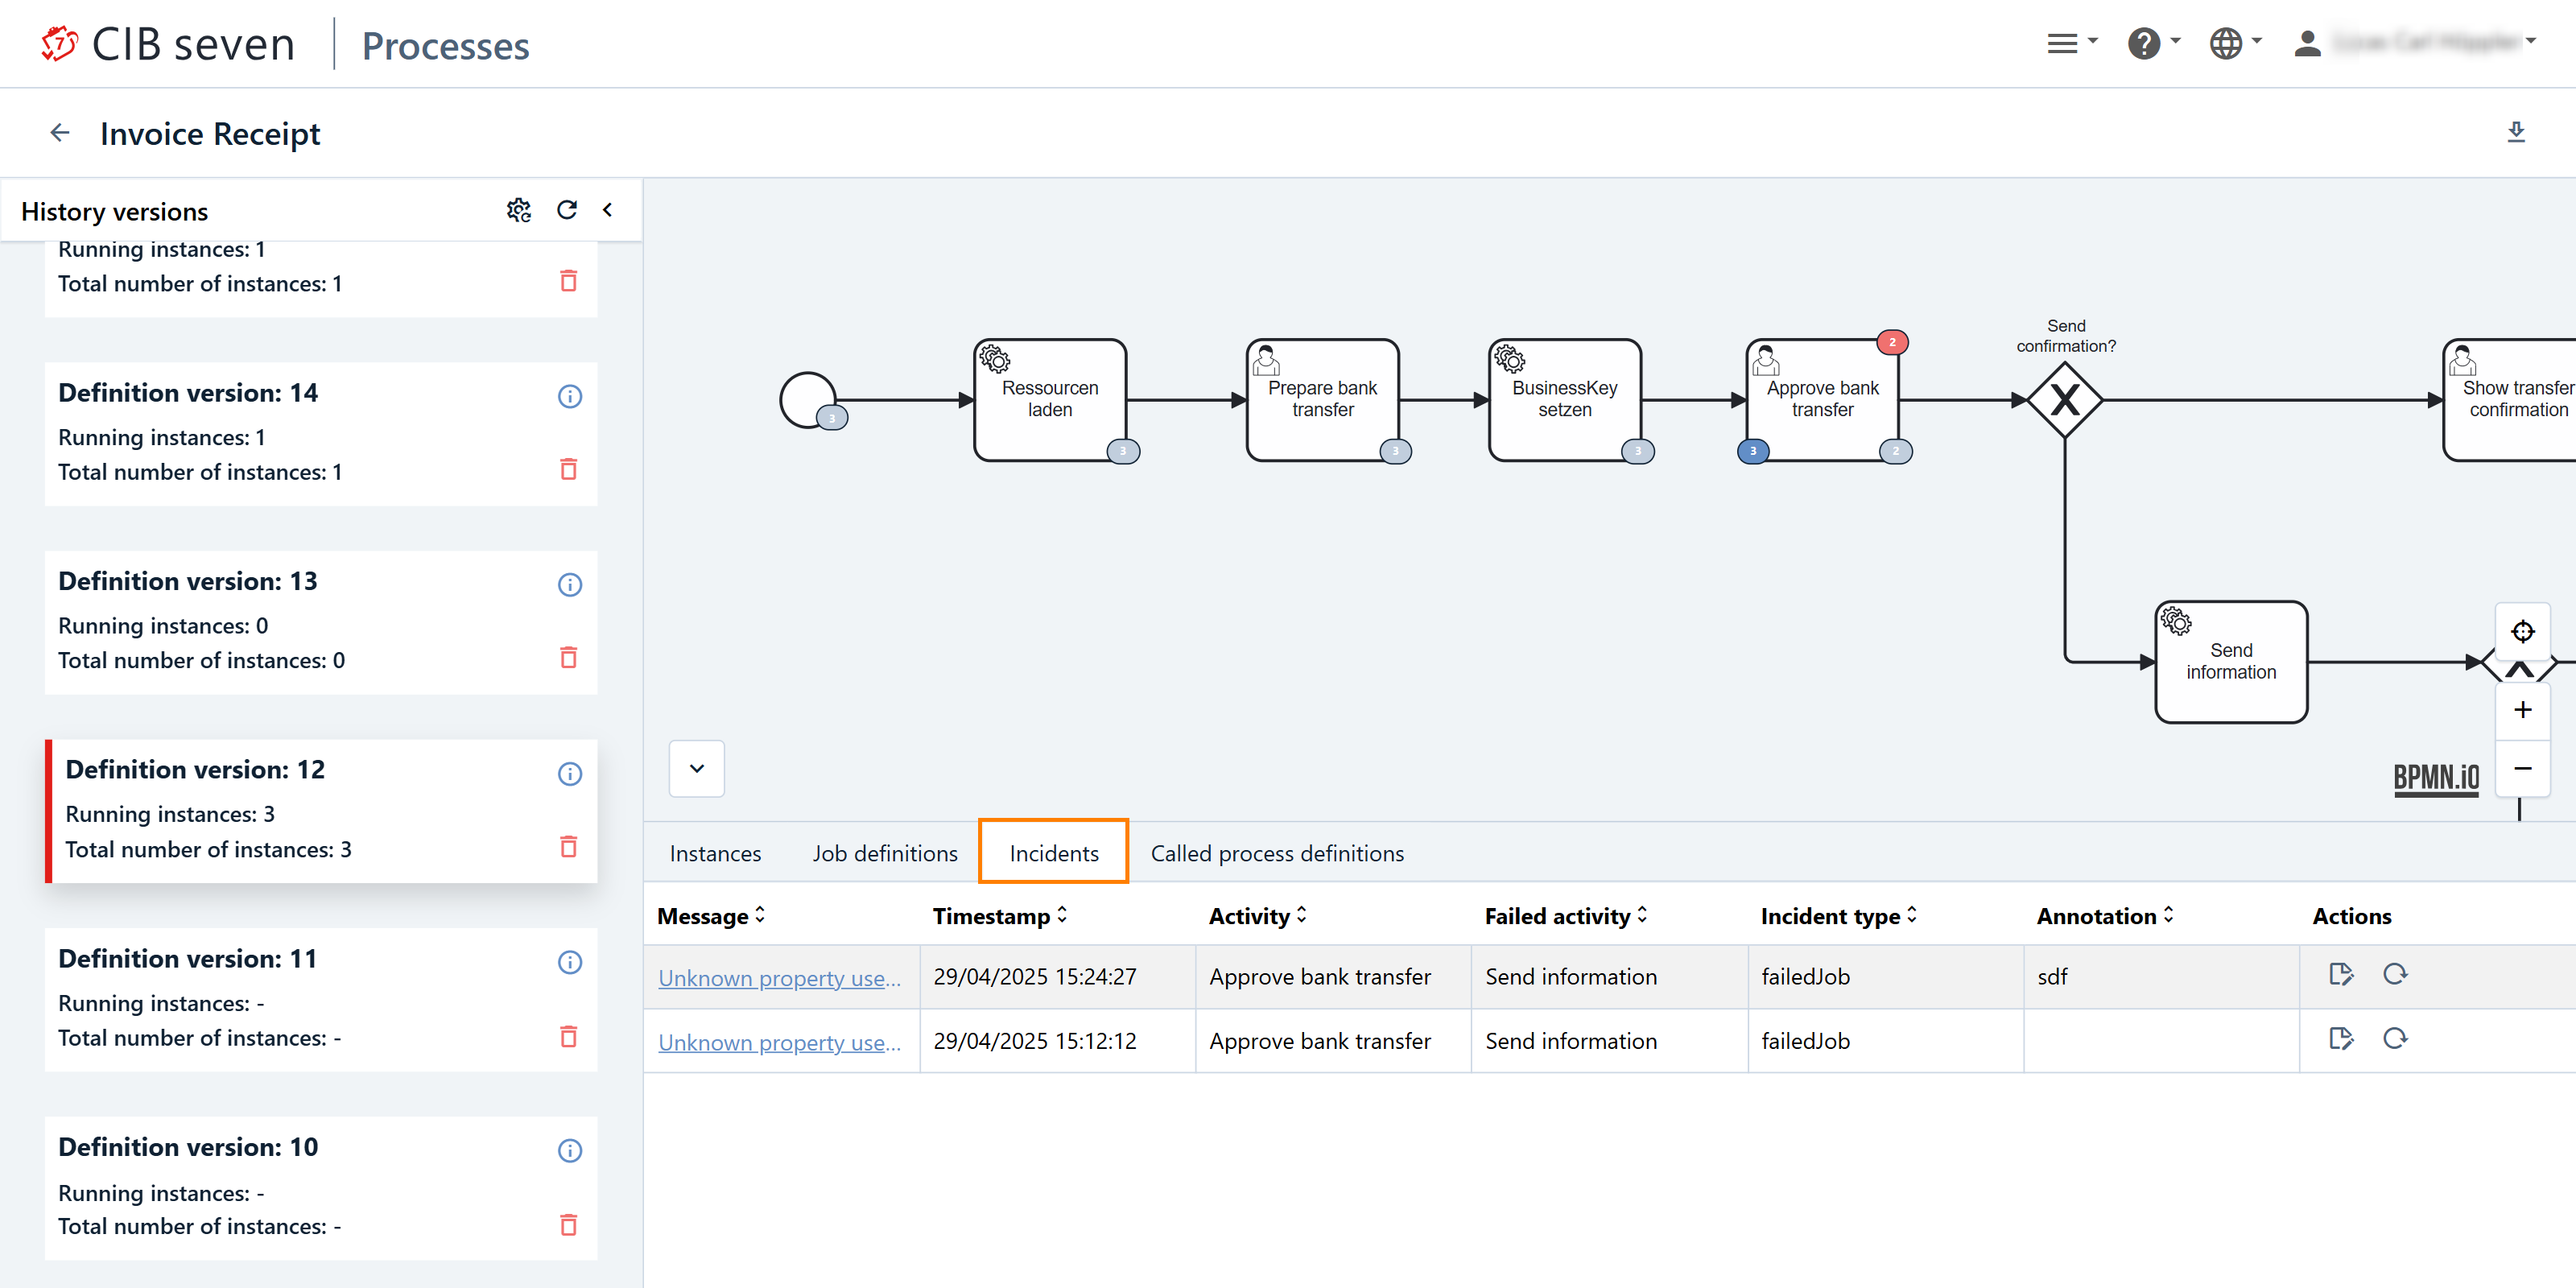 7 CIB seven
Processes
Invoice Receipt
History versions
Running instances: 1
Total number of instances: 1
Definition version: 14
Running instances: 1
Total number of instances: 1
Definition version: 13
Running instances: 0
Total number of instances: 0
Definition version: 12
Running instances: 3
Total number of instances: 3
Definition version: 11
Running instances: -
Total number of instances: -
Definition version: 10
Running instances: -
Total number of instances: -
3
Ressourcen
laden
3
Prepare bank
transfer
3
BusinessKey
setzen
3
2
Approve bank
transfer
3
2
Send
confirmation?
Show transfer
confirmation
Send
information
BPMN.iO
Instances
Job definitions
Incidents
Called process definitions
Message Timestamp Activity Failed activity Incident type Annotation Actions
Unknown property use... 29/04/2025 15:24:27 Approve bank transfer Send information failedJob sdf
Unknown property use... 29/04/2025 15:12:12 Approve bank transfer Send information failedJob